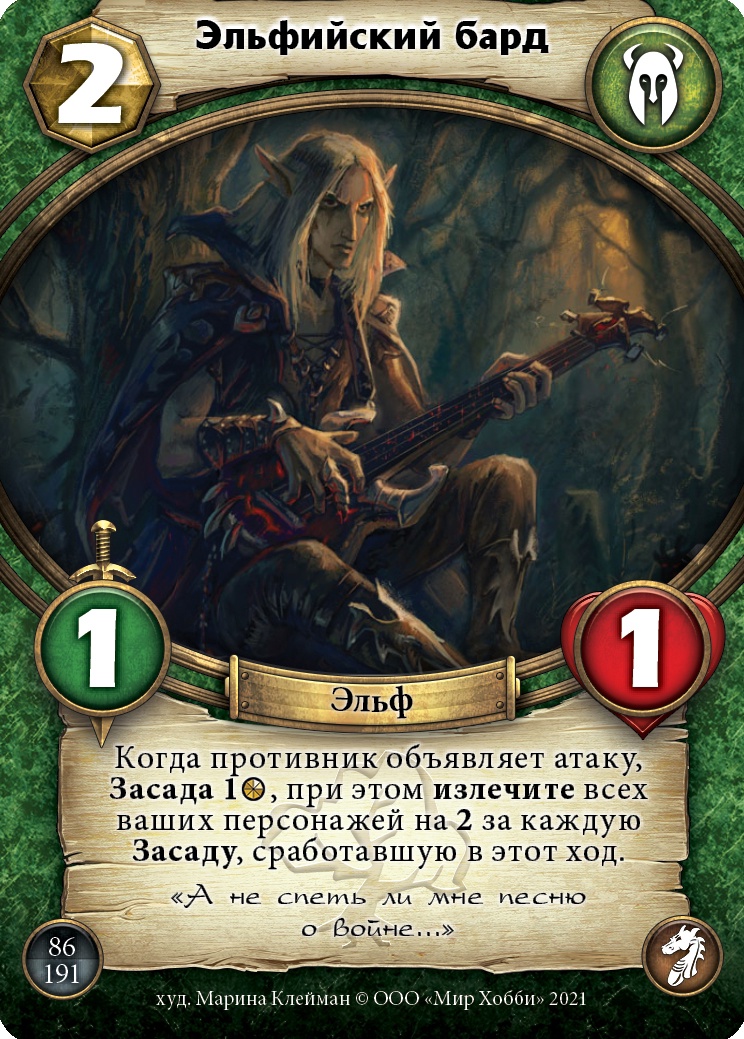 2
Эльфийский бард
1
1
Эльф
Когда противник объявляет атаку,
Засада 1, при этом излечите всех
ваших персонажей на 2 за каждую
Засаду, сработавшую в этот ход.
«А не спеть ли мне песню
о войне...»
86
191
худ. Марина Клейман © ООО «Мир Хобби» 2021